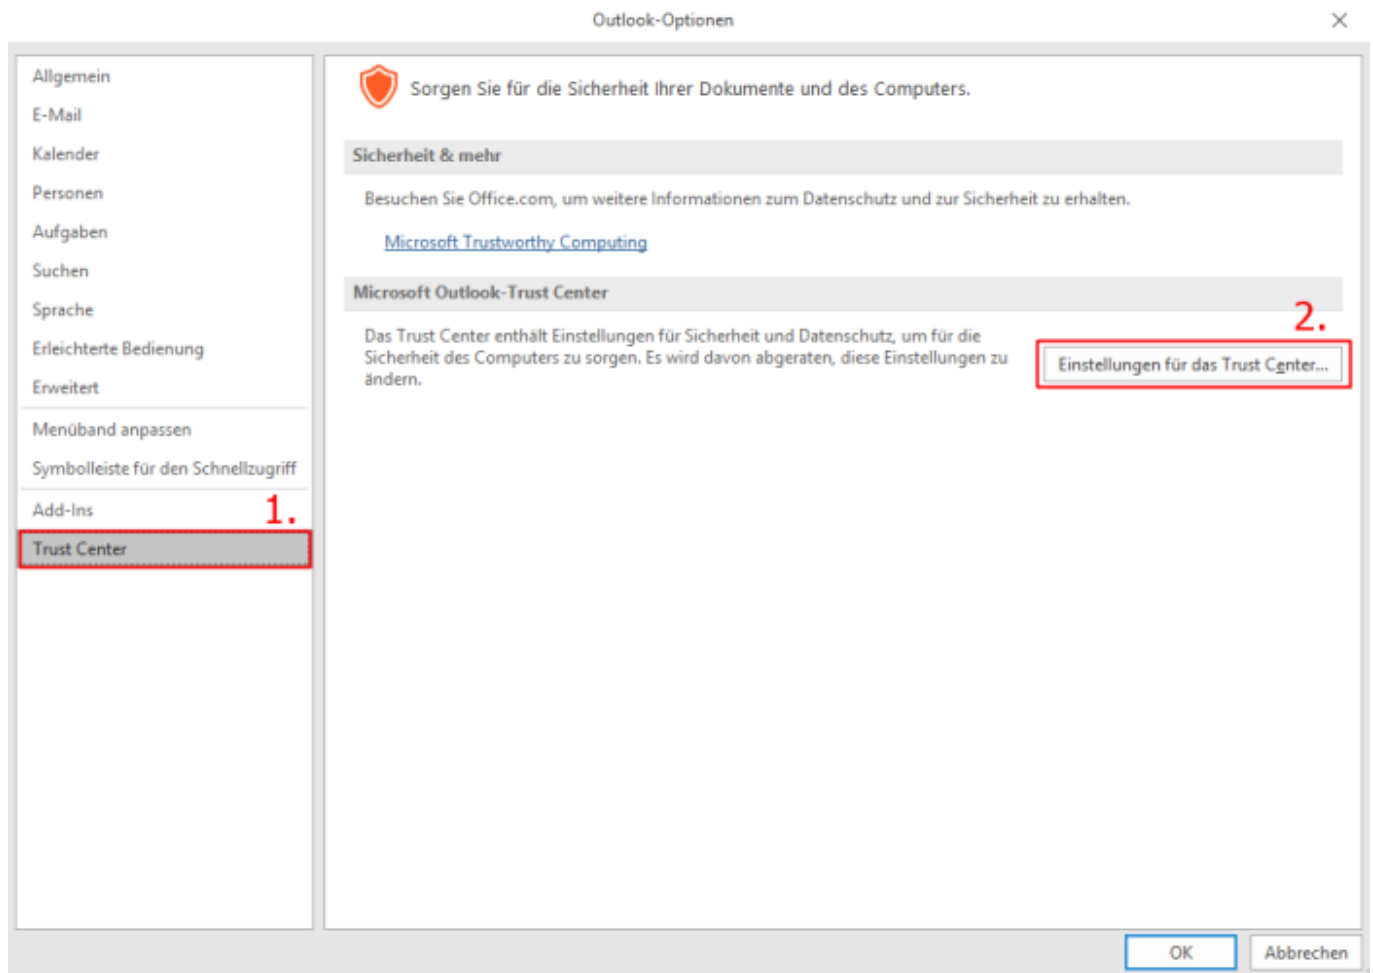 Outlook-Optionen
Allgemein
E-Mail
Kalender
Personen
Aufgaben
Suchen
Sprache
Erleichterte Bedienung
Erweitert
Menüband anpassen
Symbolleiste für den Schnellzugriff
Add-Ins
1.
Trust Center
Sorgen Sie für die Sicherheit Ihrer Dokumente und des Computers.
Sicherheit & mehr
Besuchen Sie Office.com, um weitere Informationen zum Datenschutz und zur Sicherheit zu erhalten.
Microsoft Trustworthy Computing
Microsoft Outlook-Trust Center
Das Trust Center enthält Einstellungen für Sicherheit und Datenschutz, um für die
Sicherheit des Computers zu sorgen. Es wird davon abgeraten, diese Einstellungen zu
ändern.
2.
Einstellungen für das Trust Center...
OK
Abbrechen